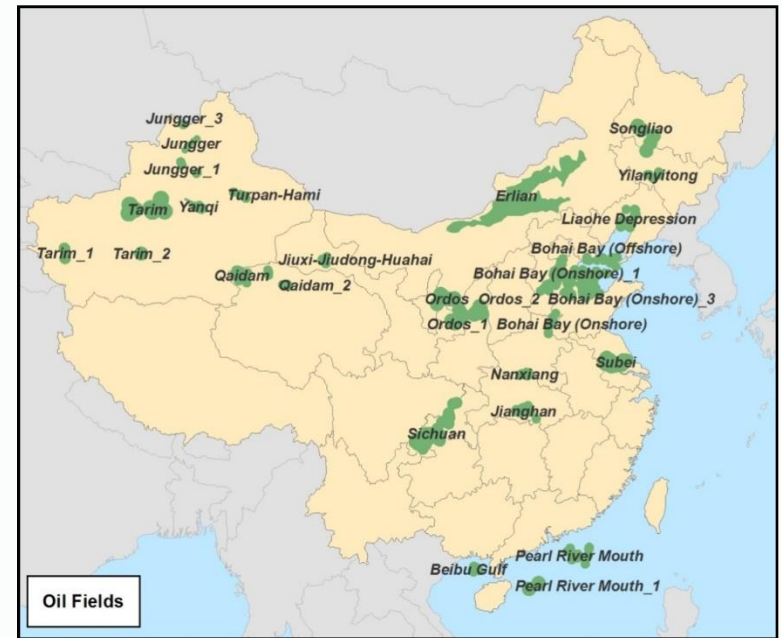 Jungger_3
Songliao
Jungger
Jungger_1
Yilanyitong
Turpan-Hami
Erlian
Tarim
Yanqi
Liaohe Depression
Bohai Bay (Offshore)
Tarim_1
Tarim_2
Jiuxi-Jiudong-Huahai
Qaidam
Bohai Bay (Onshore)_1
Qaidam_2
Ordos
Ordos_2
Bohai Bay (Onshore)_3
Ordos_1
Bohai Bay (Onshore)
Subei
Nanxiang
Jianghan
Sichuan
Pearl River Mouth
Beibu Gulf
Pearl River Mouth_1
Oil Fields